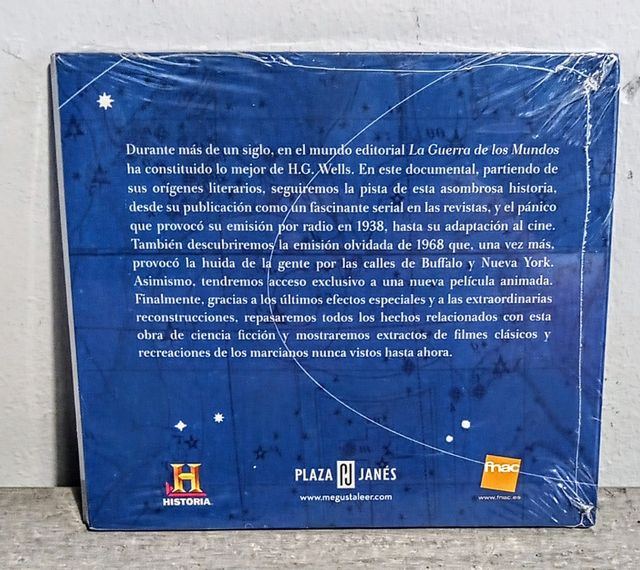 Durante más de un siglo, en el mundo editorial La Guerra de los Mundos
ha constituido lo mejor de H.G. Wells. En este documental, partiendo de
sus orígenes literarios, seguiremos la pista de esta asombrosa historia,
desde su publicación como un fascinante serial en las revistas, y el pánico
que provocó su emisión por radio en 1938, hasta su adaptación al cine.
También descubriremos la emisión olvidada de 1968 que, una vez más,
provocó la huida de la gente por las calles de Buffalo y Nueva York.
Asimismo, tendremos acceso exclusivo a una nueva película animada.
Finalmente, gracias a los últimos efectos especiales y a las extraordinarias
reconstrucciones, repasaremos todos los hechos relacionados con esta
obra de ciencia ficción y mostraremos extractos de filmes clásicos y
recreaciones de los marcianos nunca vistos hasta ahora.
H
HISTORIA
PLAZA JANÉS
www.megustaleer.com
fnac
www.fnac.es